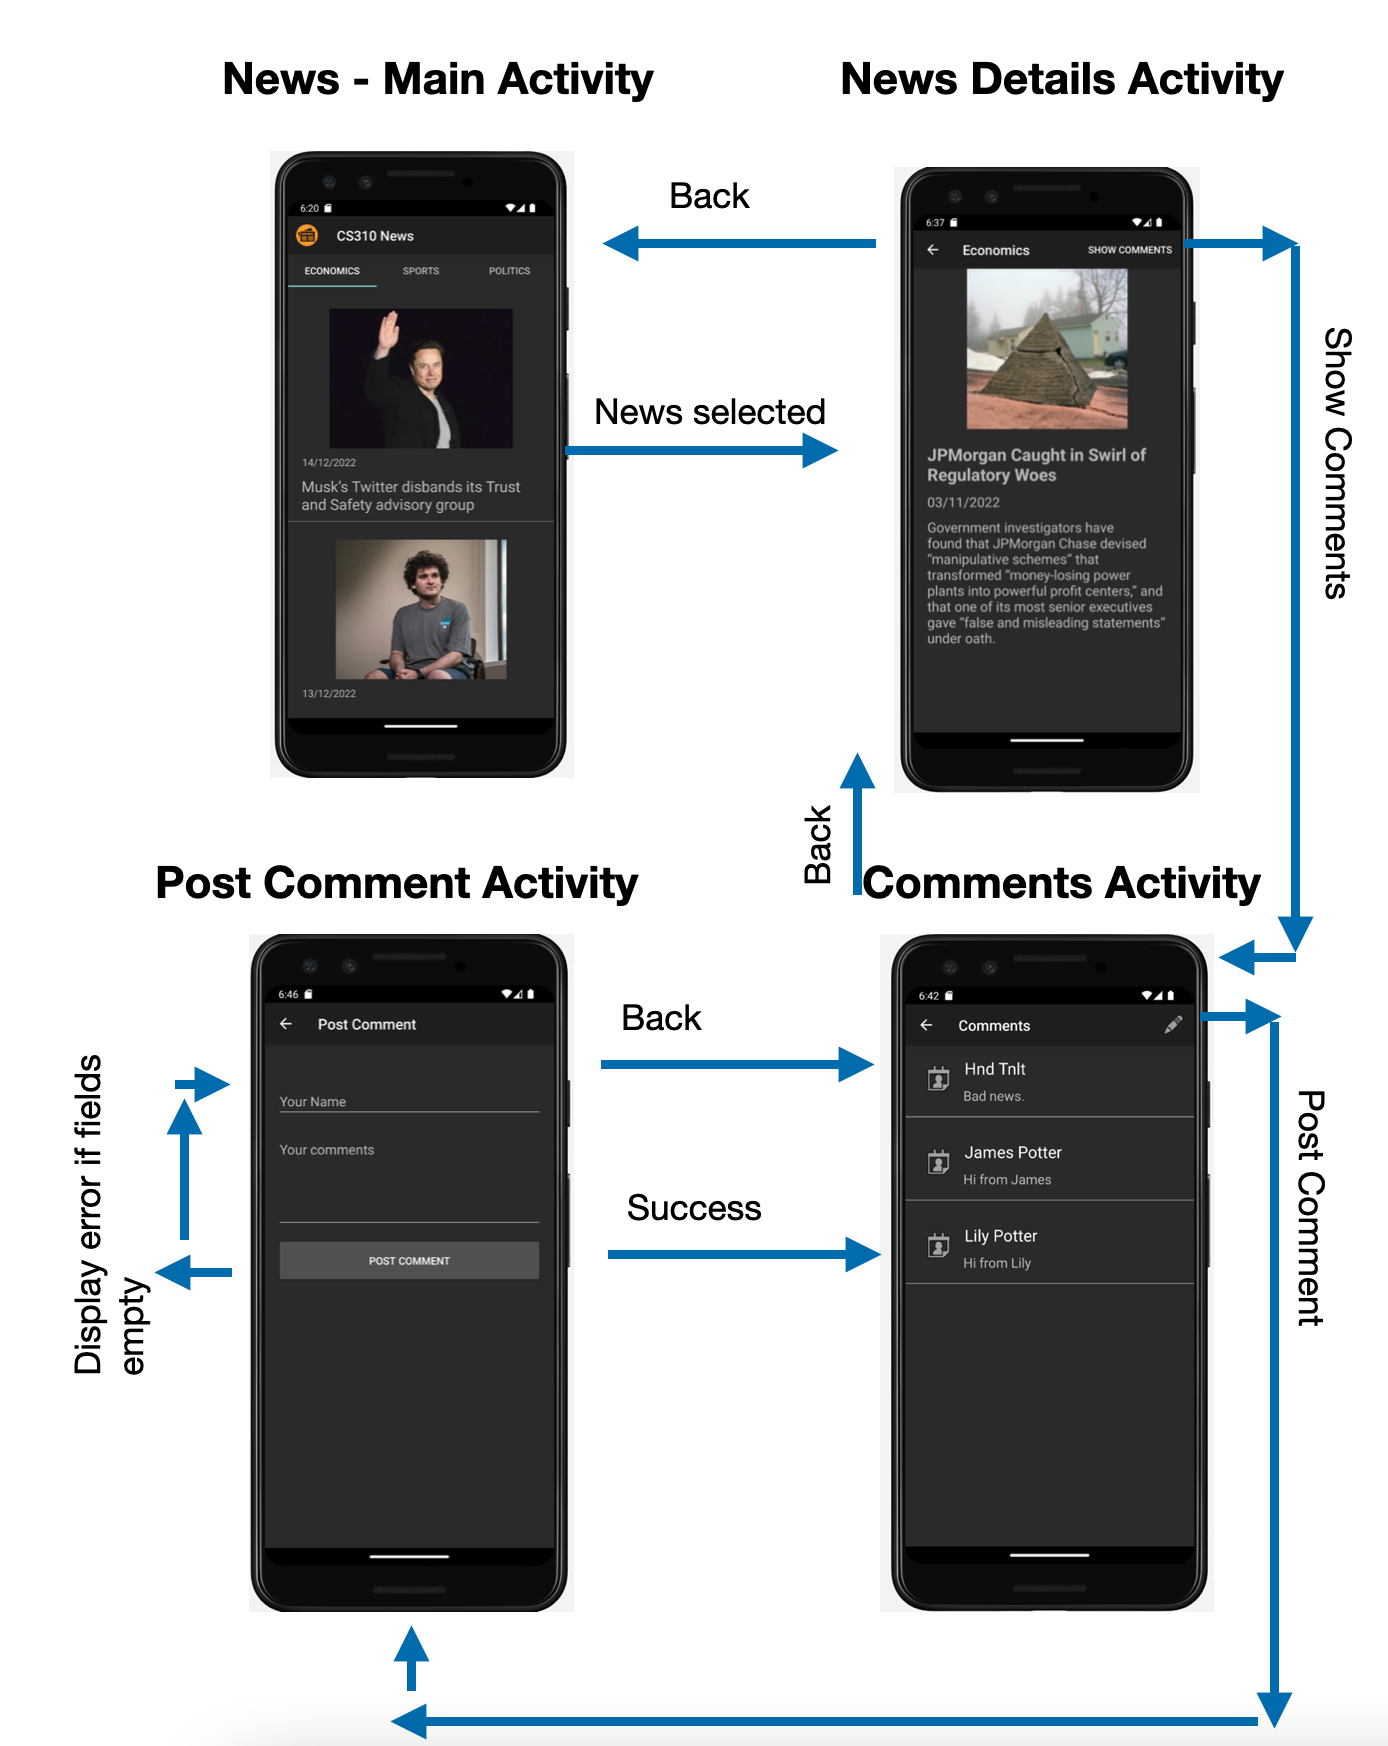 News - Main Activity
News Details Activity
6:20
CS310 News
ECONOMICS
SPORTS
POLITICS
14/12/2022
Musk's Twitter disbands its Trust
and Safety advisory group
13/12/2022
Back
News selected
6:37
Economics
SHOW COMMENTS
JPMorgan Caught in Swirl of
Regulatory Woes
03/11/2022
Government investigators have
found that JPMorgan Chase devised
“manipulative schemes” that
transformed “money-losing power
plants into powerful profit centers,” and
that one of its most senior executives
gave “false and misleading statements”
under oath.
Show Comments
Back
Post Comment Activity
Comments Activity
Display error if fields
empty
6:46
Post Comment
Your Name
Your comments
POST COMMENT
Back
Success
6:42
Comments
Hnd Tnlt
Bad news.
James Potter
Hi from James
Lily Potter
Hi from Lily
Post Comment